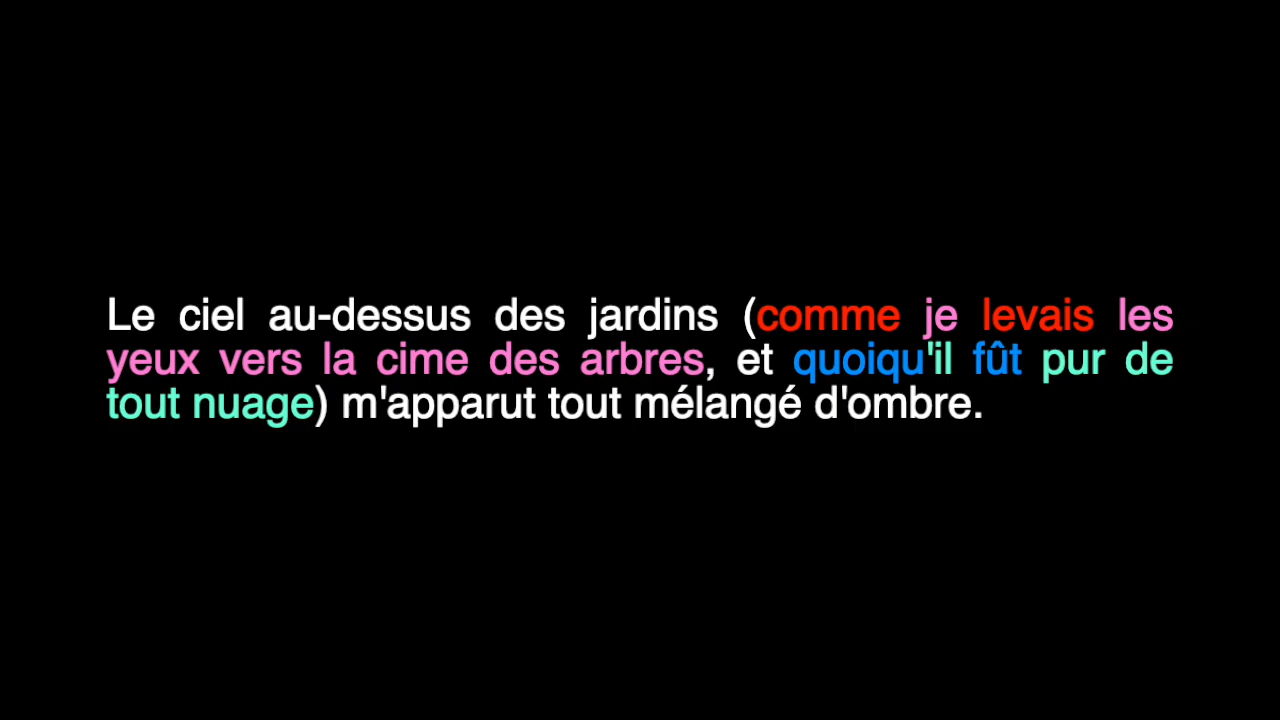 Le ciel au-dessus des jardins (comme je levais les
yeux vers la cime des arbres, et quoiqu'il fût pur de
tout nuage) m'apparut tout mélangé d'ombre.